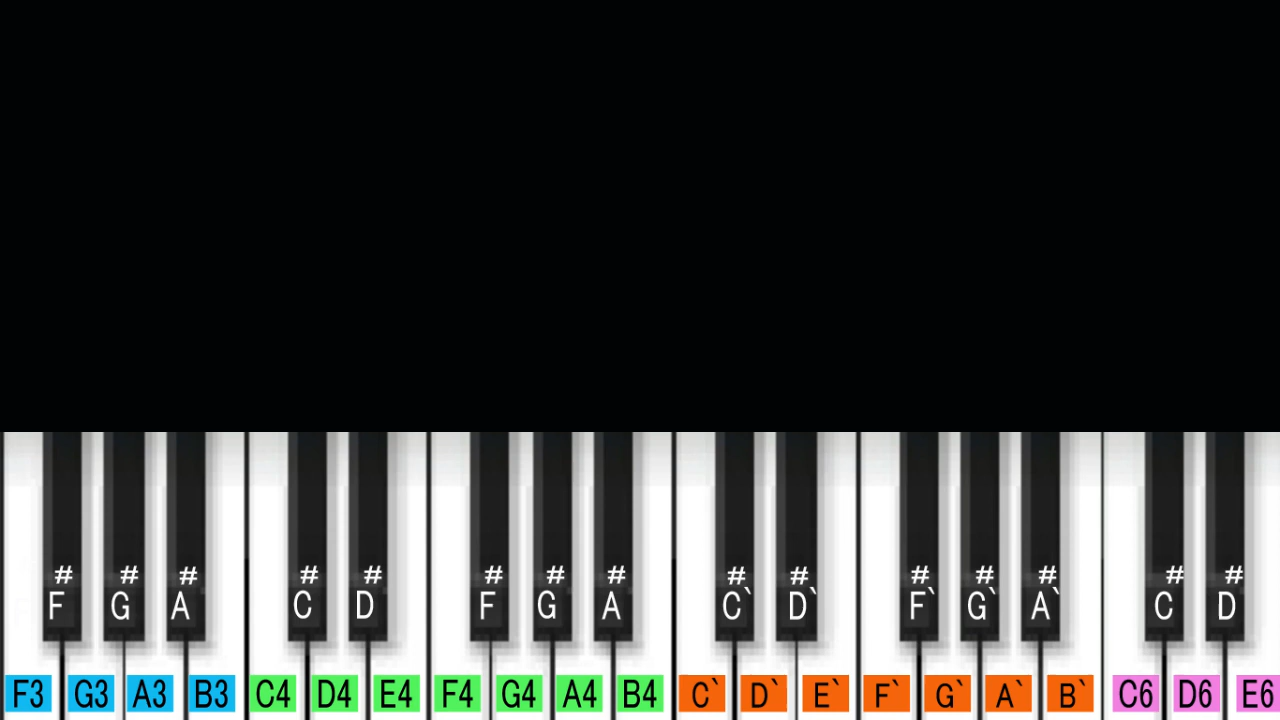 # # # # # # # # # # # # # # #
F G A C D F G A C` D` F` G` A` C D
F3 G3 A3 B3 C4 D4 E4 F4 G4 A4 B4 C` D` E` F` G` A` B` C6 D6 E6